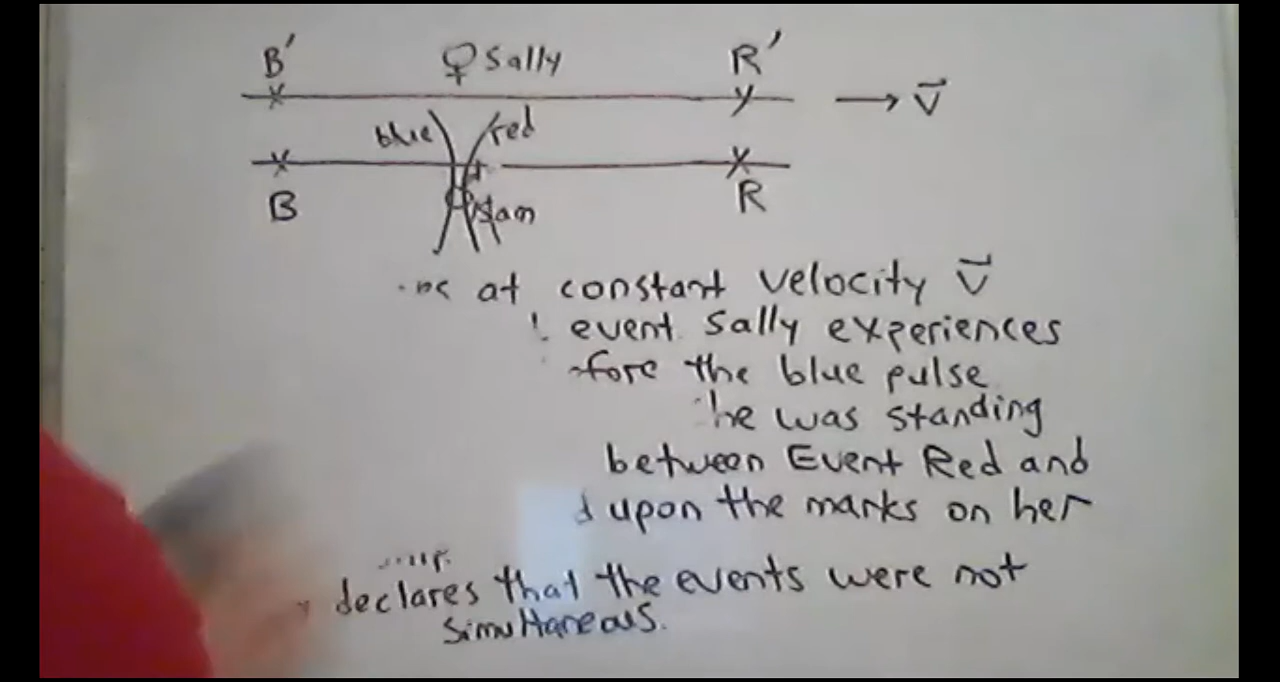 B' Sally R'
V
blue red
B Sam R
at constant velocity V
event Sally experiences
the blue pulse
he was standing
between Event Red and
upon the marks on her
declares that the events were not
simultaneous.